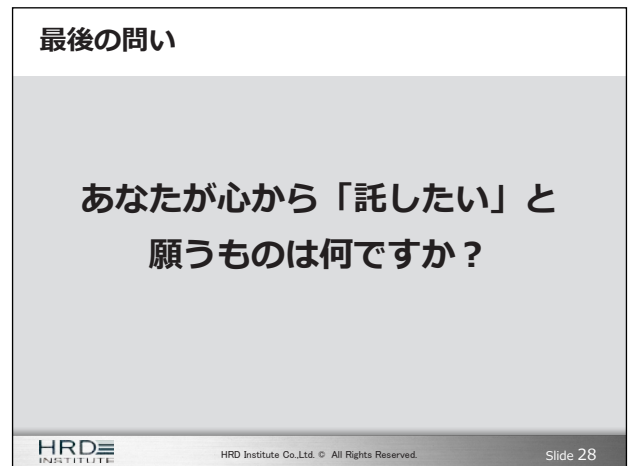 最後の問い
あなたが心から「託したい」と
願うものは何ですか？
HRD
INSTITUTE
HRD Institute Co.,Ltd. © All Rights Reserved.
Slide 28